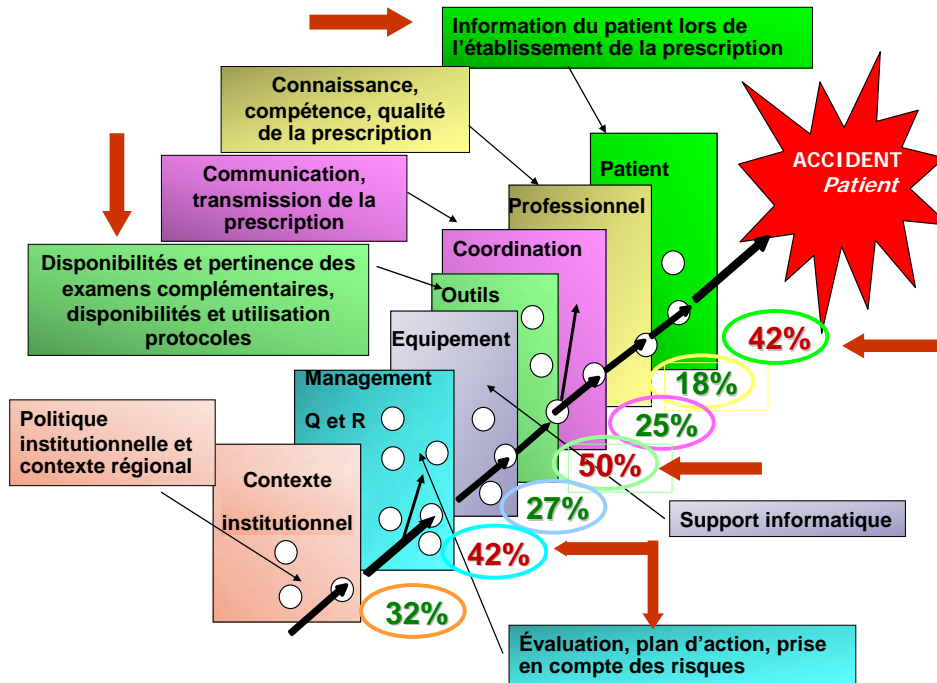 Information du patient lors de
l'établissement de la prescription
Connaissance,
compétence, qualité
de la prescription
ACCIDENT
Patient
Patient
Communication,
transmission de la
prescription
Professionnel
Coordination
Disponibilités et pertinence des
examens complémentaires,
disponibilités et utilisation
protocoles
Outils
Equipement
42%
Management
Q et R
18%
Politique
institutionnelle et
contexte régional
25%
50%
Contexte
institutionnel
27%
Support informatique
42%
32%
Évaluation, plan d'action, prise
en compte des risques